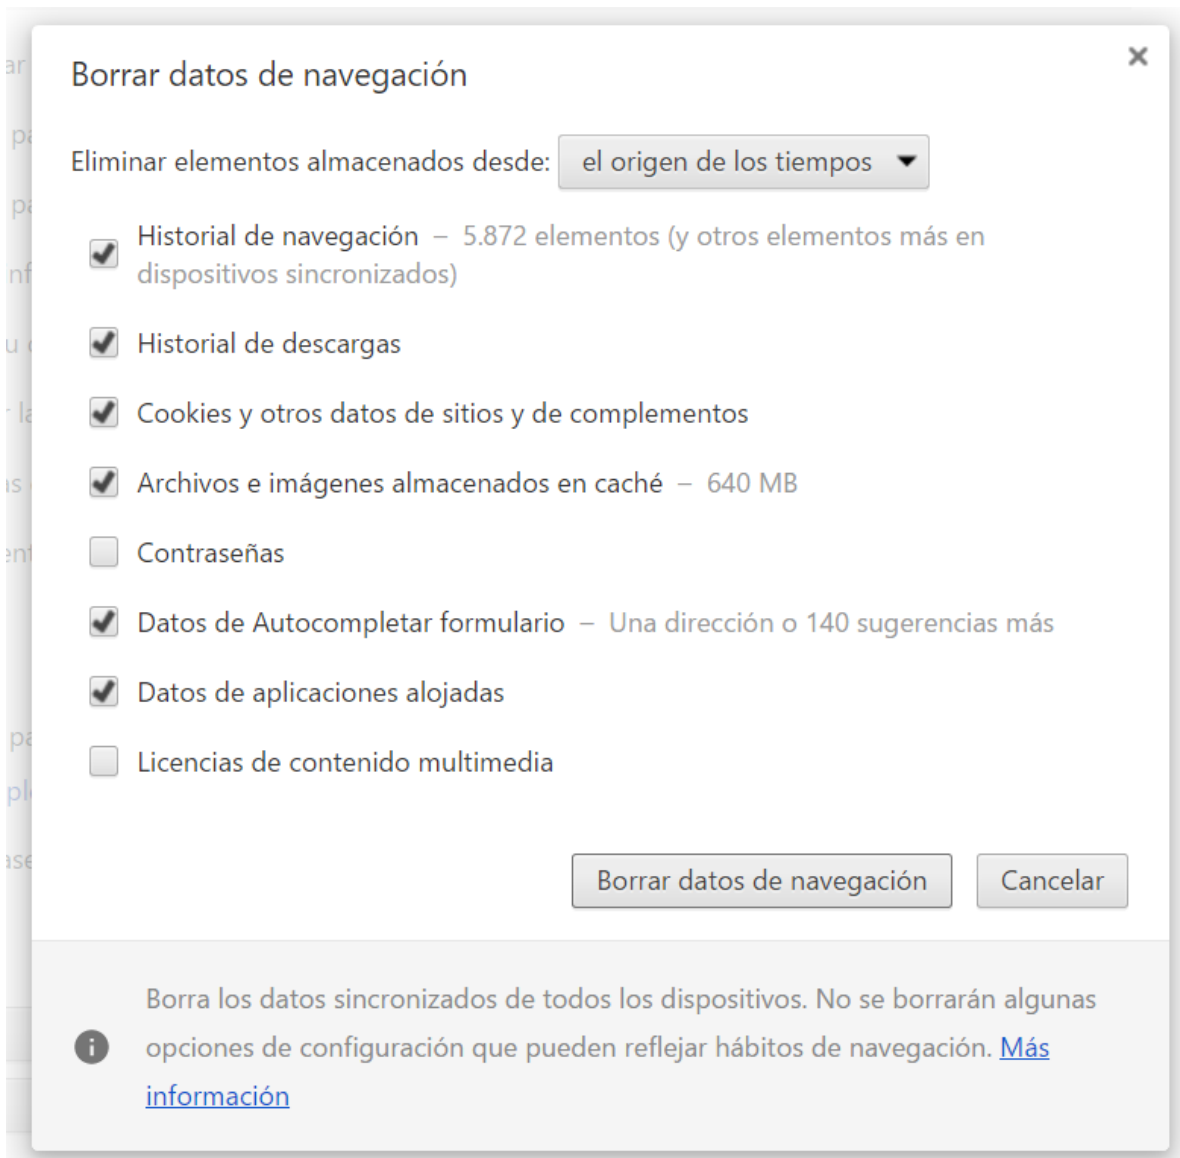 Borrar datos de navegación
Eliminar elementos almacenados desde: el origen de los tiempos
Historial de navegación – 5.872 elementos (y otros elementos más en
dispositivos sincronizados)
Historial de descargas
Cookies y otros datos de sitios y de complementos
Archivos e imágenes almacenados en caché – 640 MB
Contraseñas
Datos de Autocompletar formulario – Una dirección o 140 sugerencias más
Datos de aplicaciones alojadas
Licencias de contenido multimedia
Borrar datos de navegación Cancelar
Borra los datos sincronizados de todos los dispositivos. No se borrarán algunas
opciones de configuración que pueden reflejar hábitos de navegación. Más
información